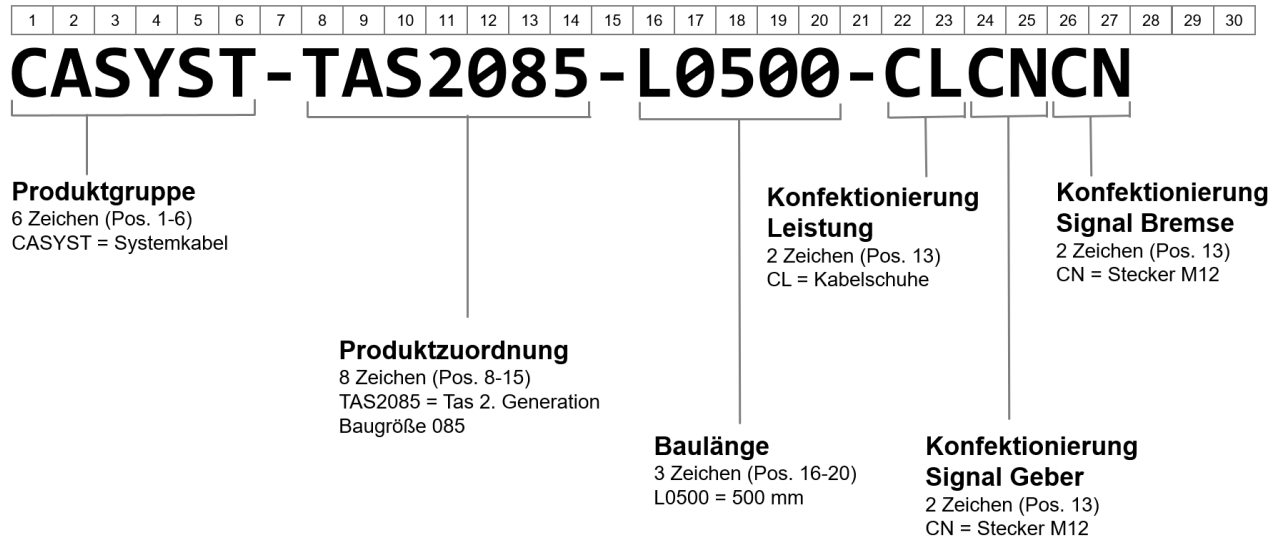 1 2 3 4 5 6 7 8 9 10 11 12 13 14 15 16 17 18 19 20 21 22 23 24 25 26 27 28 29 30
CASYST-TAS2085-L0500-CLCNCN
Produktgruppe
6 Zeichen (Pos. 1-6)
CASYST = Systemkabel
Produktzuordnung
8 Zeichen (Pos. 8-15)
TAS2085 = Tas 2. Generation
Baugröße 085
Baulänge
3 Zeichen (Pos. 16-20)
L0500 = 500 mm
Konfektionierung
Leistung
2 Zeichen (Pos. 13)
CL = Kabelschuhe
Konfektionierung
Signal Geber
2 Zeichen (Pos. 13)
CN = Stecker M12
Konfektionierung
Signal Bremse
2 Zeichen (Pos. 13)
CN = Stecker M12